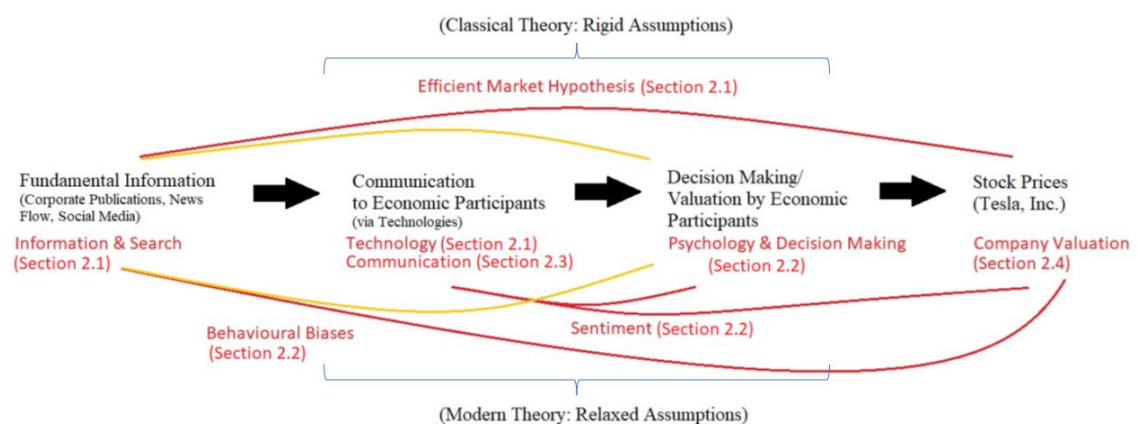 (Classical Theory: Rigid Assumptions)
Efficient Market Hypothesis (Section 2.1)
Fundamental Information
(Corporate Publications, News
Flow, Social Media)
Information & Search
(Section 2.1)
Communication
to Economic Participants
(via Technologies)
Technology (Section 2.1)
Communication (Section 2.3)
Decision Making/
Valuation by Economic
Participants
Psychology & Decision Making
(Section 2.2)
Stock Prices
(Tesla, Inc.)
Company Valuation
(Section 2.4)
Behavioural Biases
(Section 2.2)
Sentiment (Section 2.2)
(Modern Theory: Relaxed Assumptions)